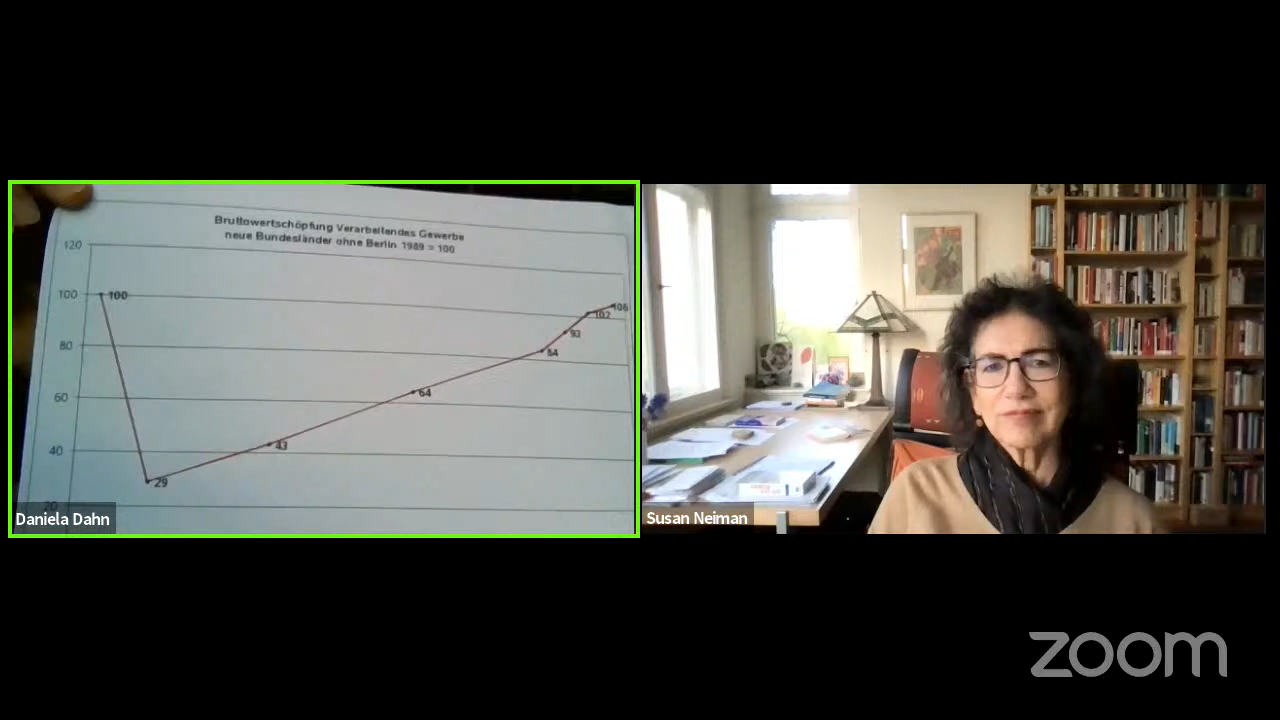 Bruttowertschöpfung Verarbeitendes Gewerbe
neue Bundesländer ohne Berlin 1989 = 100
120
100
80
60
40
20
100
29
43
64
84
93
102
106
Daniela Dahn
Susan Neiman
zoom